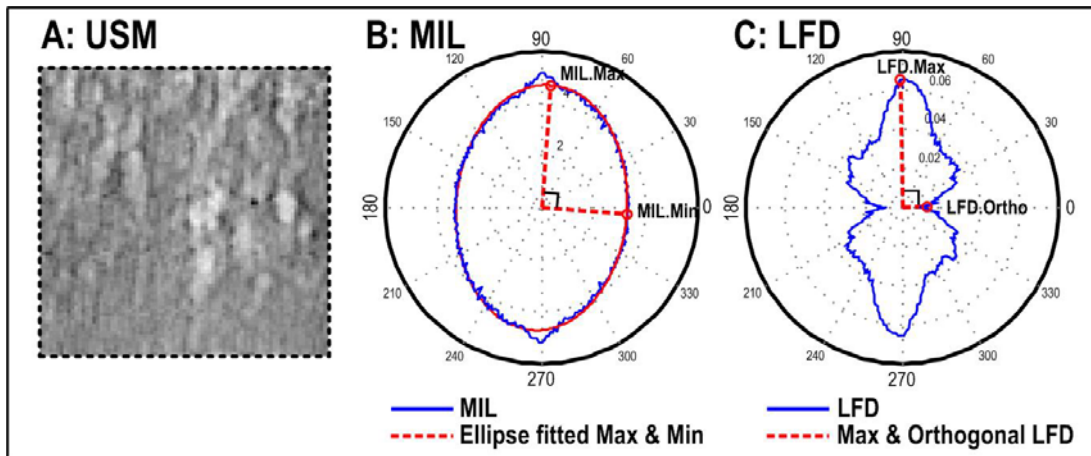 A: USM
B: MIL
C: LFD
90
120
60
150
30
180
0
210
330
240
300
270
MIL.Max
2
MIL.Min
90
120
60
150
30
180
0
210
330
240
300
270
LFD.Max
0.06
0.04
0.02
LFD.Ortho
MIL
Ellipse fitted Max & Min
LFD
Max & Orthogonal LFD